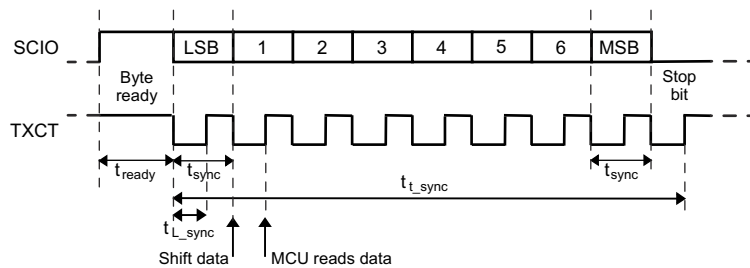 SCIO LSB 1 2 3 4 5 6 MSB
Byte ready
Stop bit
TXCT
tready tsync tsync
tt_sync
tL_sync
Shift data MCU reads data